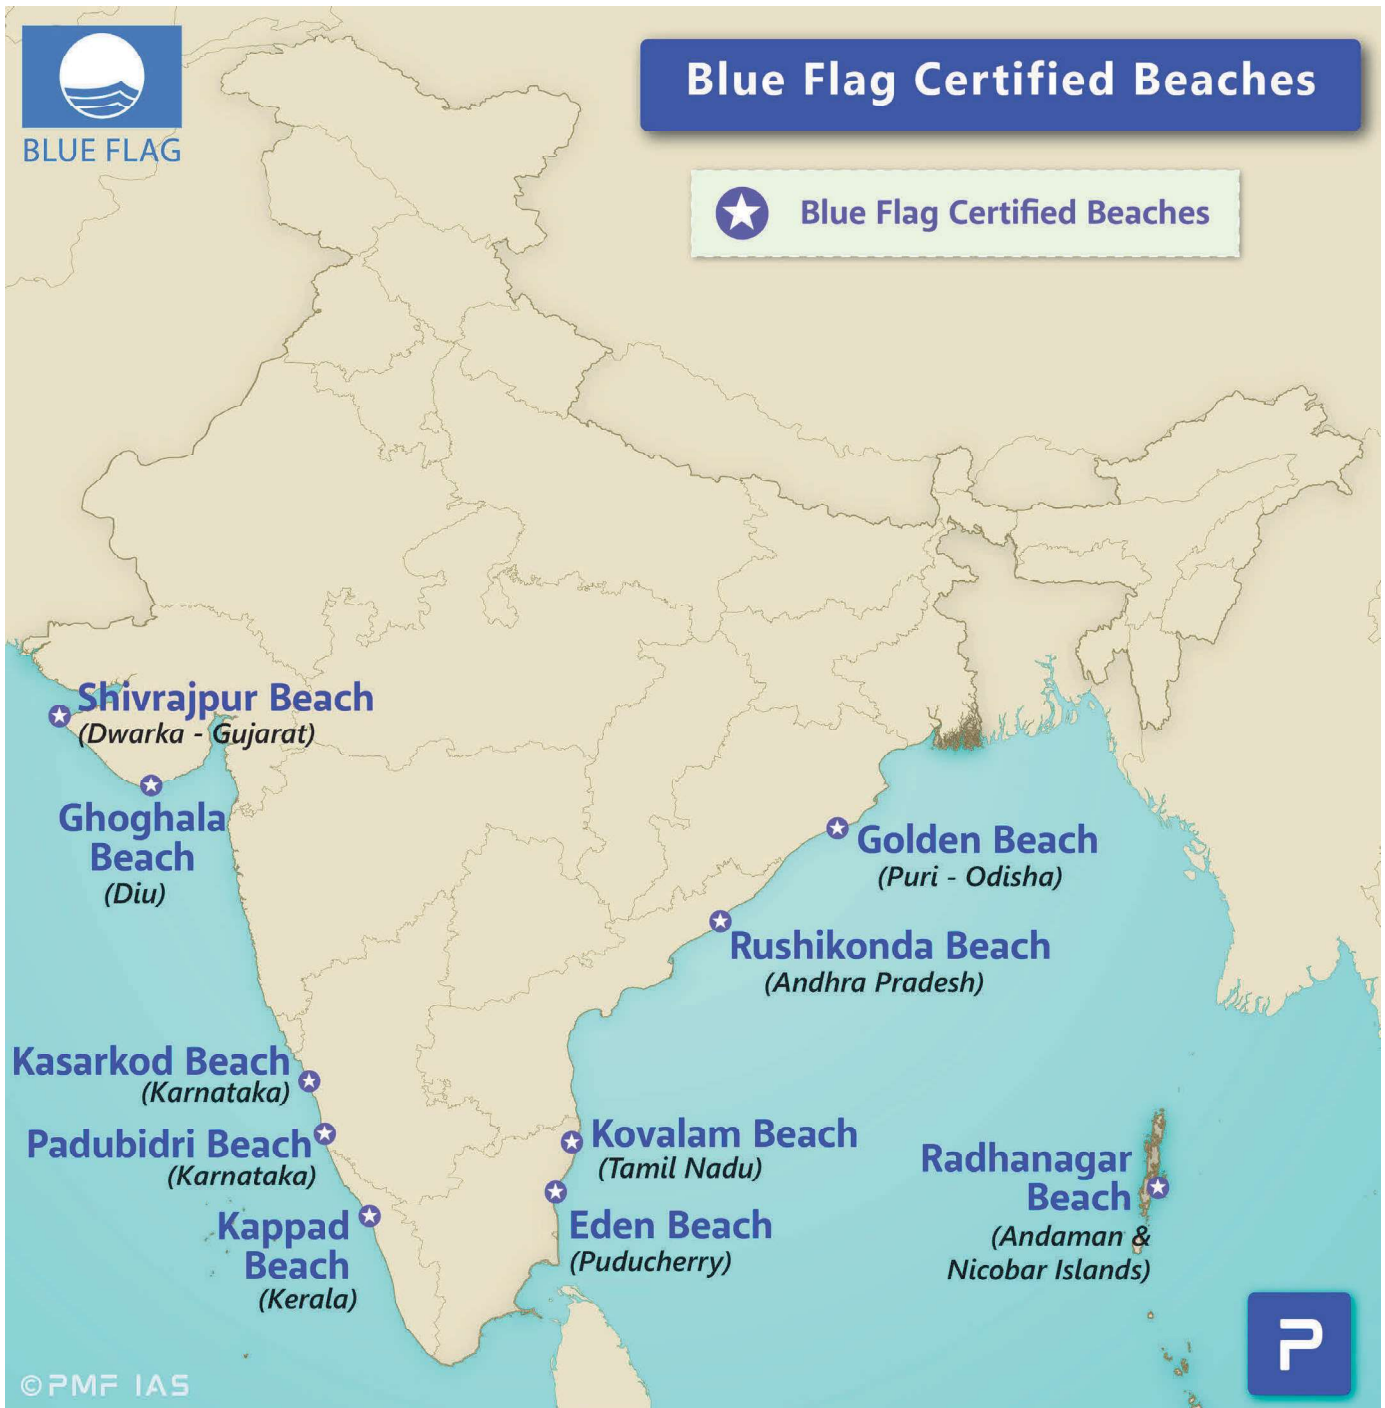 BLUE FLAG
Blue Flag Certified Beaches
Blue Flag Certified Beaches
Shivrajpur Beach
(Dwarka - Gujarat)
Ghoghala
Beach
(Diu)
Golden Beach
(Puri - Odisha)
Rushikonda Beach
(Andhra Pradesh)
Kasarkod Beach
(Karnataka)
Padubidri Beach
(Karnataka)
Kappad
Beach
(Kerala)
Kovalam Beach
(Tamil Nadu)
Eden Beach
(Puducherry)
Radhanagar
Beach
(Andaman &
Nicobar Islands)
P
©PMF IAS